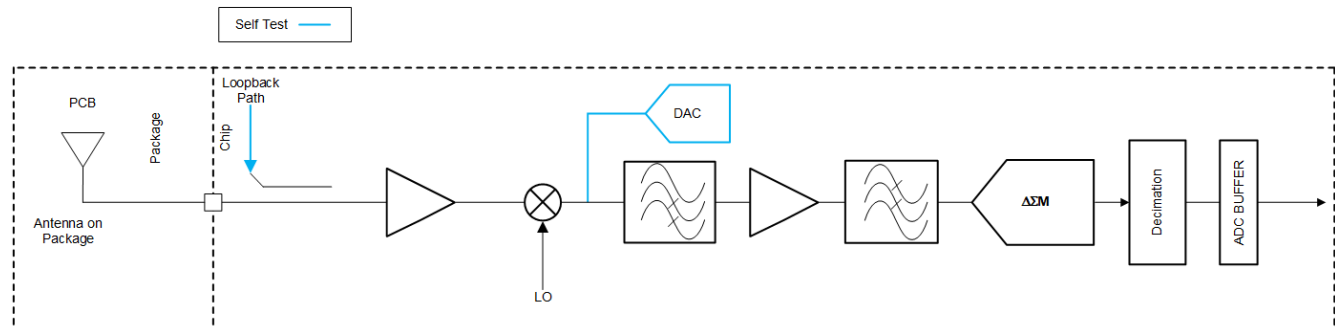 Self Test
PCB
Package
Antenna on
Package
Loopback
Path
Chip
LO
DAC
ΔΣM
Decimation
ADC BUFFER